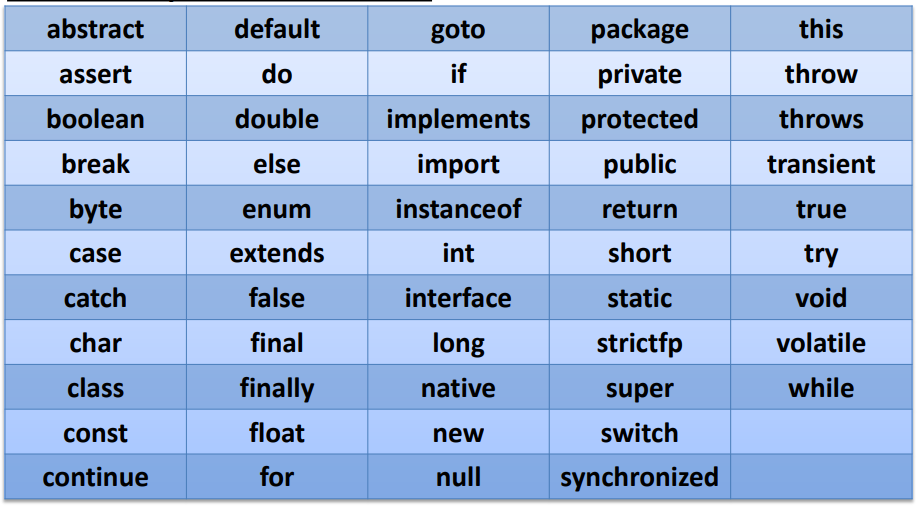 abstract default goto package this
assert do if private throw
boolean double implements protected throws
break else import public transient
byte enum instanceof return true
case extends int short try
catch false interface static void
char final long strictfp volatile
class finally native super while
const float new switch
continue for null synchronized